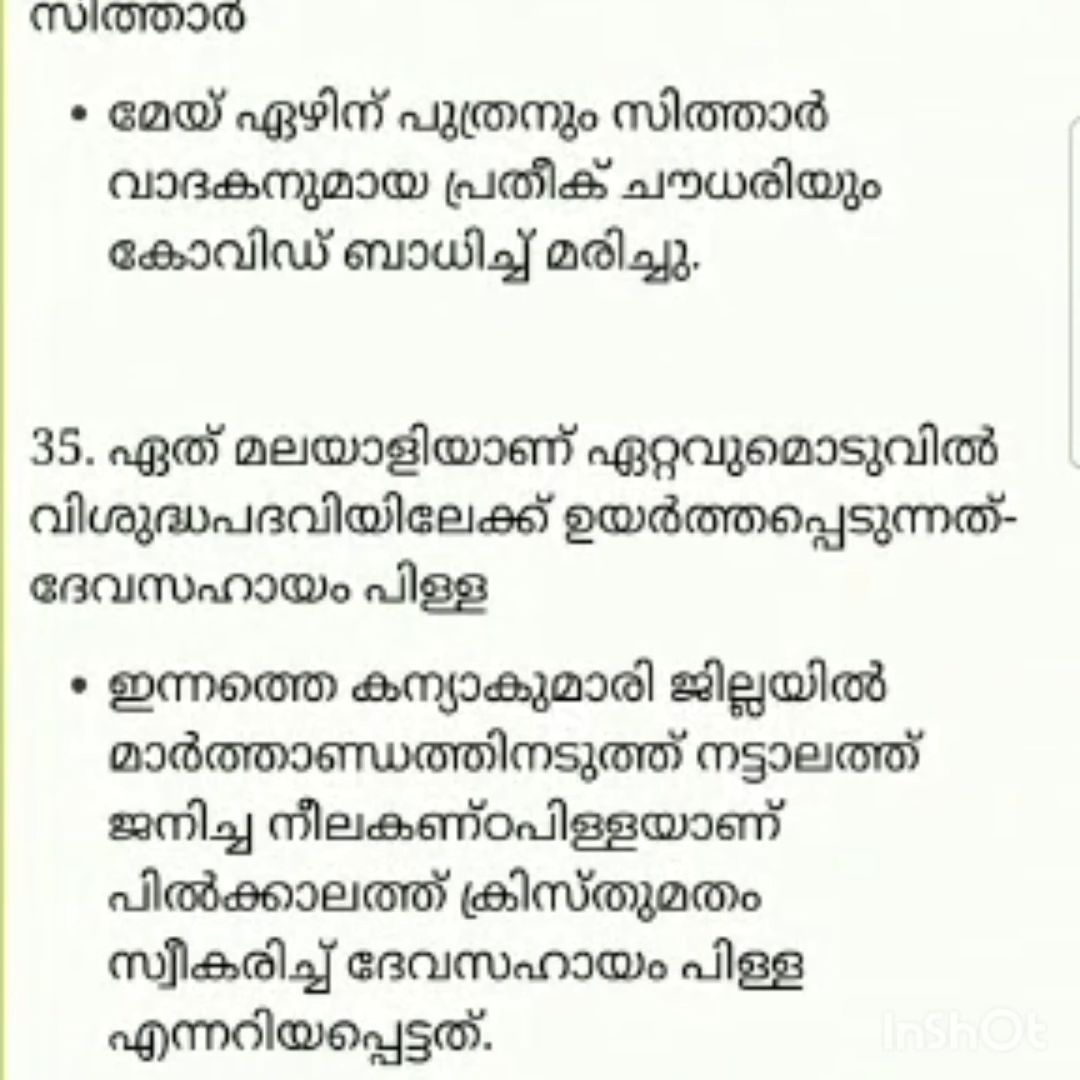 സിത്താർ
• മേയ് ഏഴിന് പുത്രനും സിത്താർ
വാദകനുമായ പ്രതീക് ചൗധരിയും
കോവിഡ് ബാധിച്ച് മരിച്ചു.
35. ഏത് മലയാളിയാണ് ഏറ്റവുമൊടുവിൽ
വിശുദ്ധപദവിയിലേക്ക് ഉയർത്തപ്പെടുന്നത്-
ദേവസഹായം പിള്ള
• ഇന്നത്തെ കന്യാകുമാരി ജില്ലയിൽ
മാർത്താണ്ഡത്തിനടുത്ത് നട്ടാലത്ത്
ജനിച്ച നീലകണ്ഠപിള്ളയാണ്
പിൽക്കാലത്ത് ക്രിസ്തുമതം
സ്വീകരിച്ച് ദേവസഹായം പിള്ള
എന്നറിയപ്പെട്ടത്.
InShOt